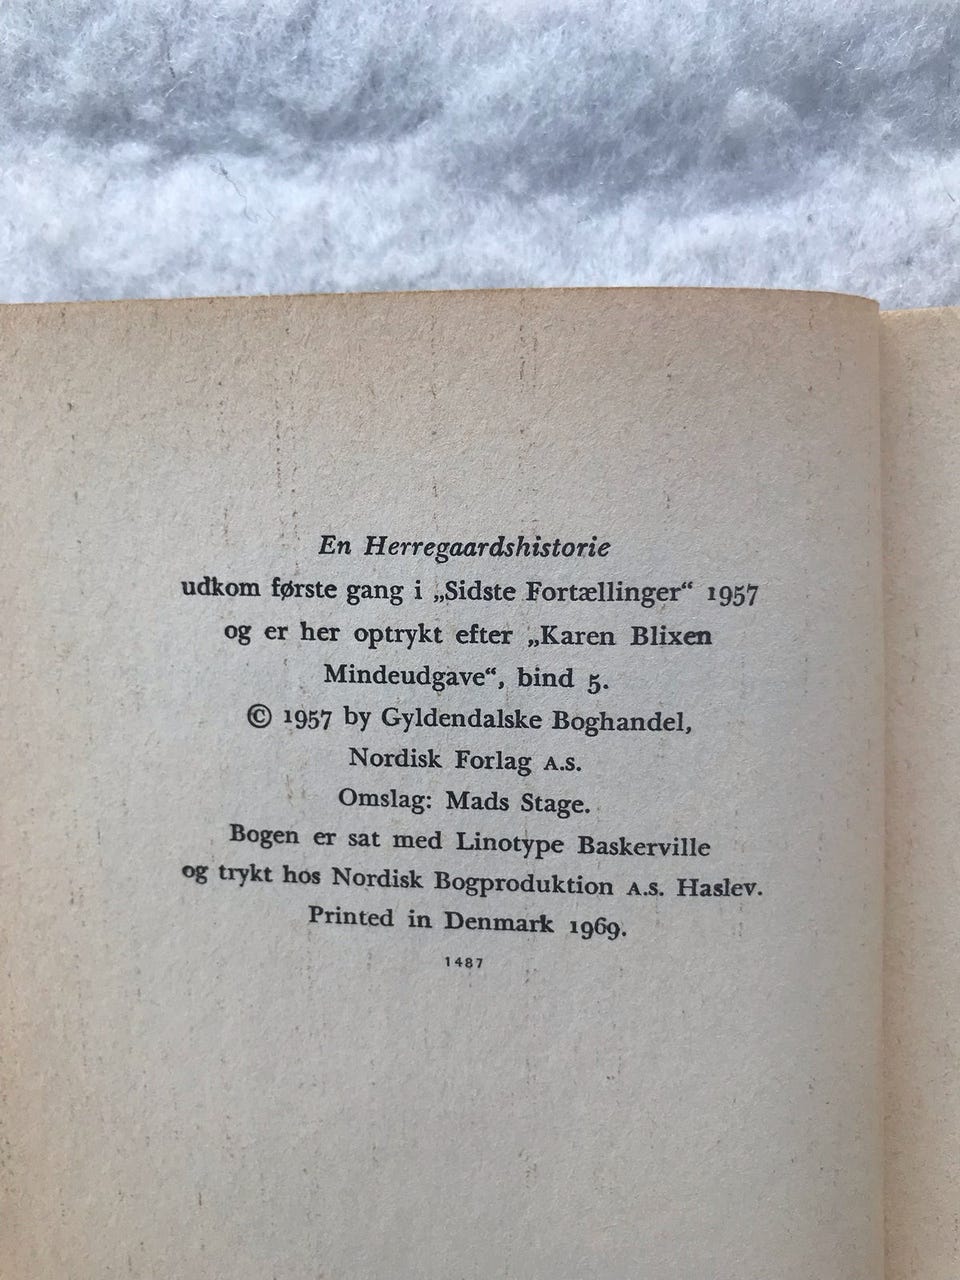 En Herregaardshistorie
udkom første gang i „Sidste Fortællinger“ 1957
og er her optrykt efter „Karen Blixen
Mindeudgave“, bind 5.
© 1957 by Gyldendalske Boghandel,
Nordisk Forlag A.S.
Omslag: Mads Stage.
Bogen er sat med Linotype Baskerville
og trykt hos Nordisk Bogproduktion A.S. Haslev.
Printed in Denmark 1969.
1487